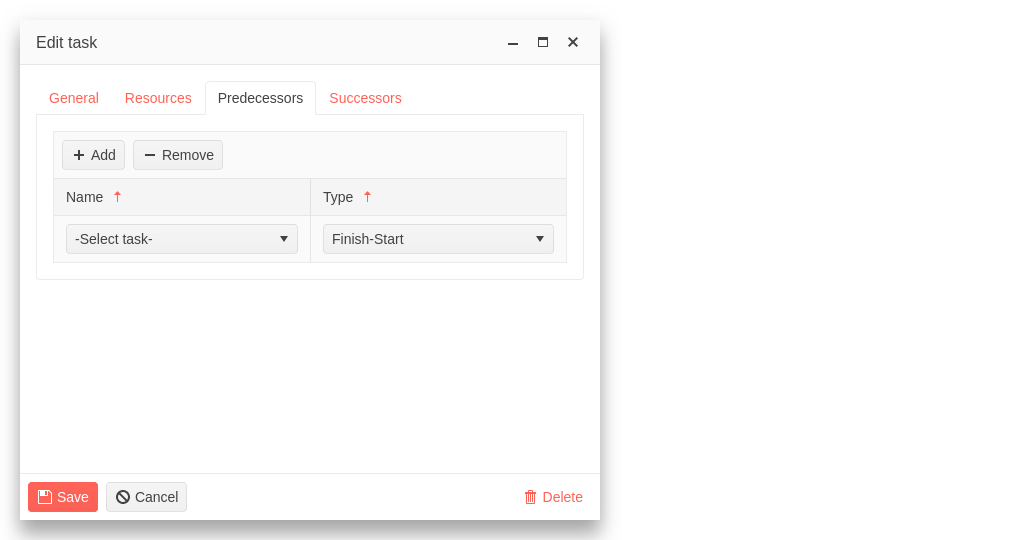 Edit task
General Resources Predecessors Successors
Add Remove
Name Type
-Select task- Finish-Start
Save Cancel Delete